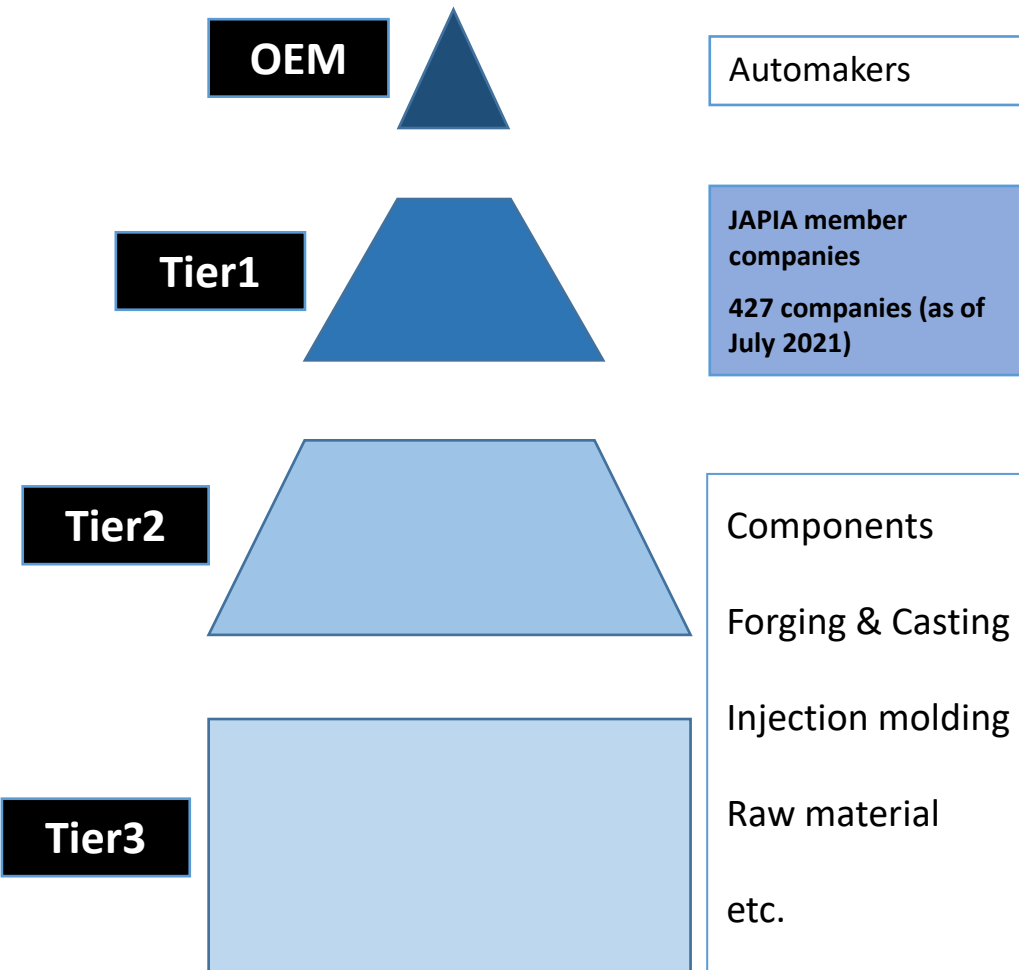 OEM
Automakers
Tier1
JAPIA member
companies
427 companies (as of
July 2021)
Tier2
Components
Forging & Casting
Injection molding
Raw material
etc.
Tier3